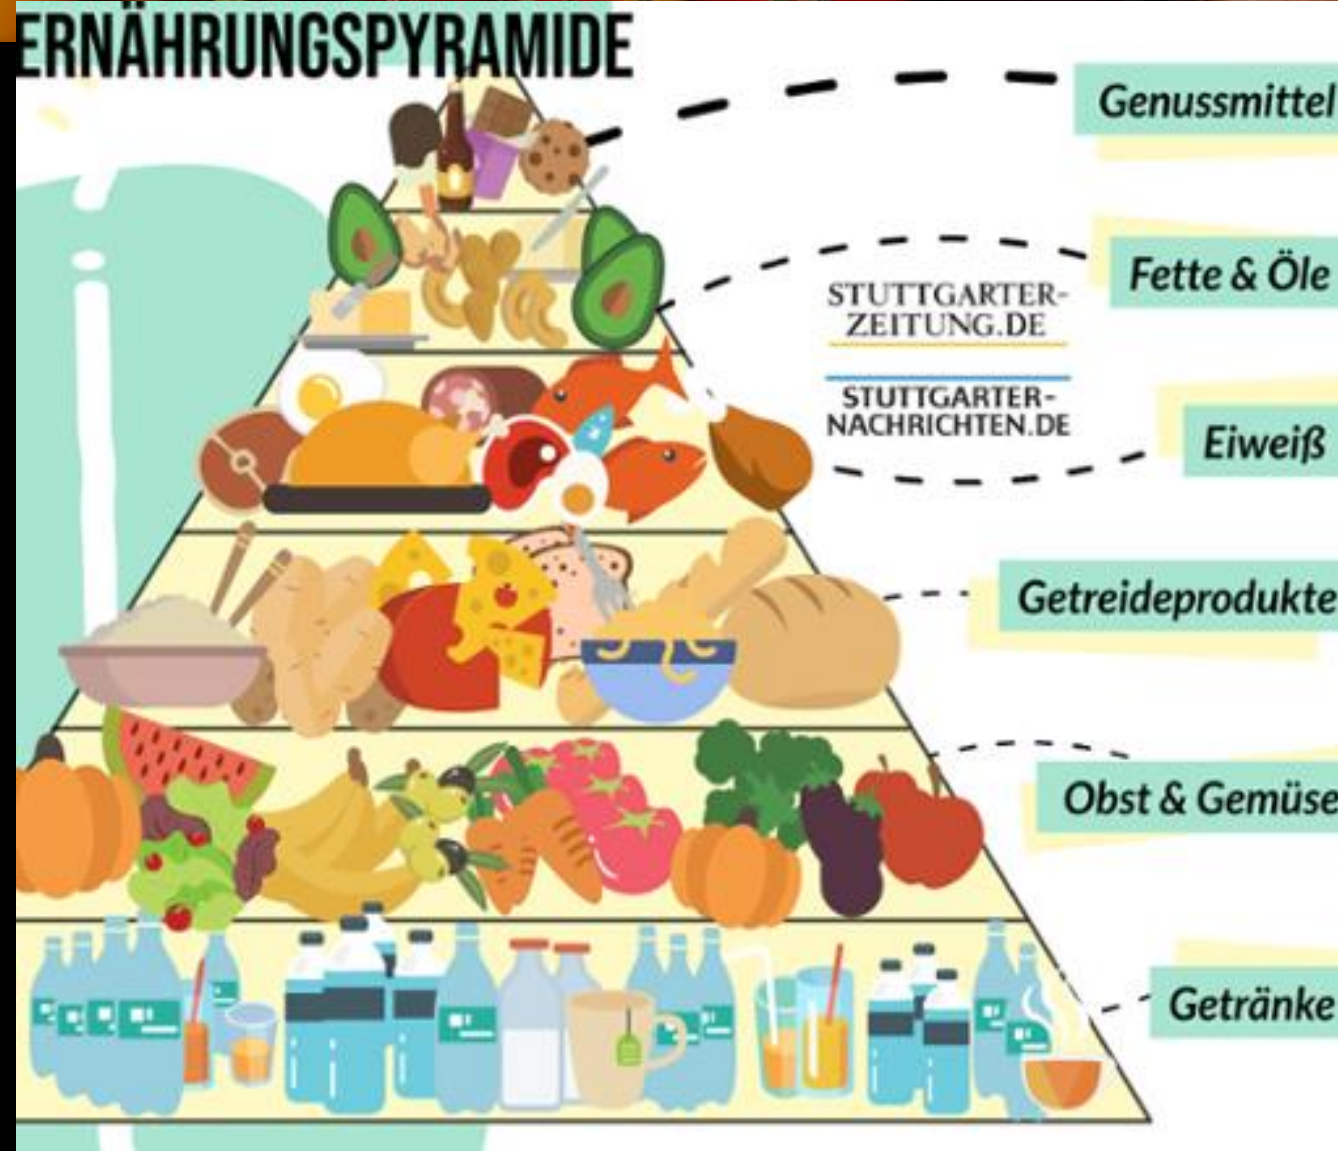 ERNÄHRUNGSPYRAMIDE
Genussmittel
Fette & Öle
STUTTGARTER-
ZEITUNG.DE
STUTTGARTER-
NACHRICHTEN.DE
Eiweiß
Getreideprodukte
Obst & Gemüse
Getränke